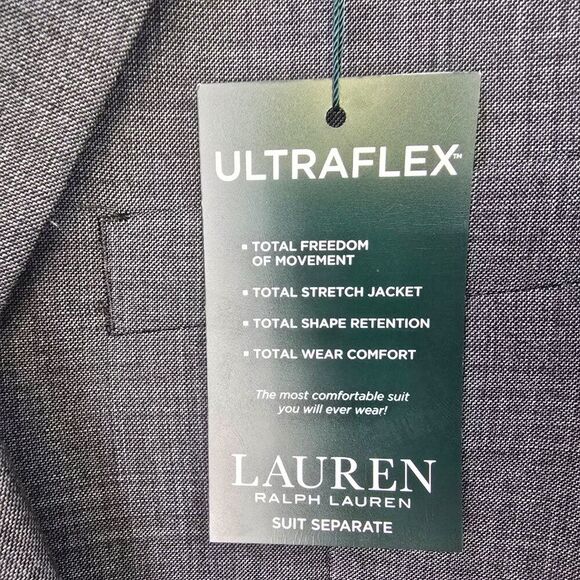 ULTRAFLEX™
▪ TOTAL FREEDOM
OF MOVEMENT
▪ TOTAL STRETCH JACKET
▪ TOTAL SHAPE RETENTION
▪ TOTAL WEAR COMFORT
The most comfortable suit
you will ever wear!
LAUREN
RALPH LAUREN
SUIT SEPARATE